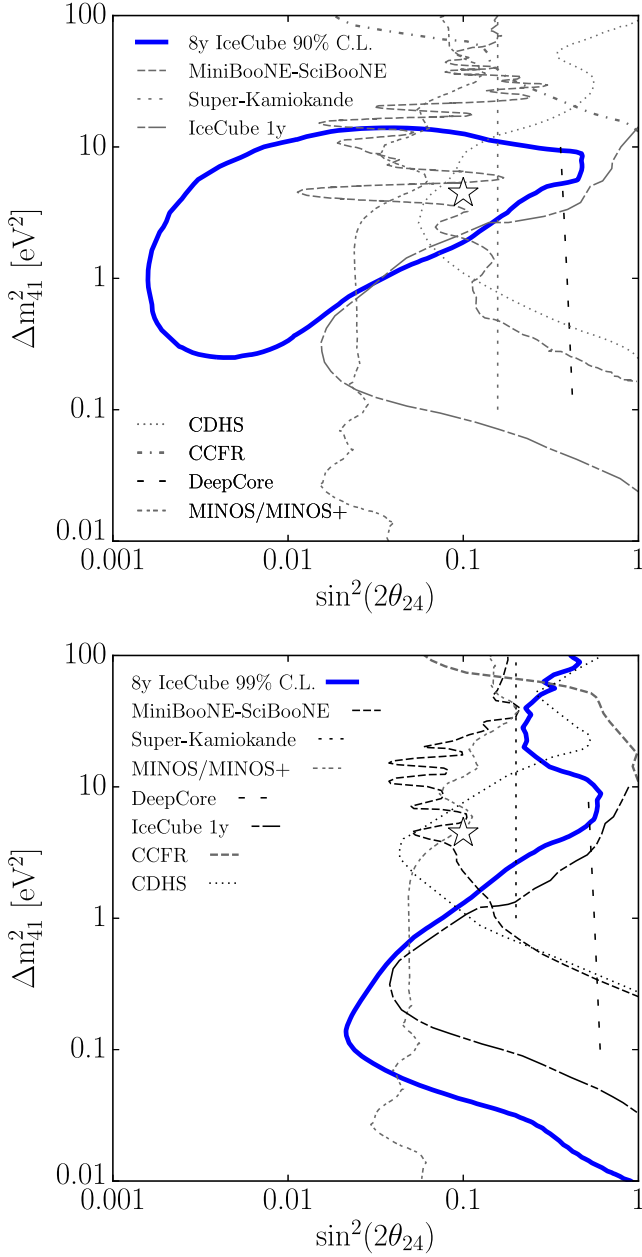 100
10
1
0.1
0.01
Δm²₄₁ [eV²]
8y IceCube 90% C.L.
MiniBooNE-SciBooNE
Super-Kamiokande
IceCube 1y
CDHS
CCFR
DeepCore
MINOS/MINOS+
0.001 0.01 0.1 1
sin²(2θ₂₄)
100
10
1
0.1
0.01
Δm²₄₁ [eV²]
8y IceCube 99% C.L.
MiniBooNE-SciBooNE
Super-Kamiokande
MINOS/MINOS+
DeepCore
IceCube 1y
CCFR
CDHS
0.001 0.01 0.1 1
sin²(2θ₂₄)